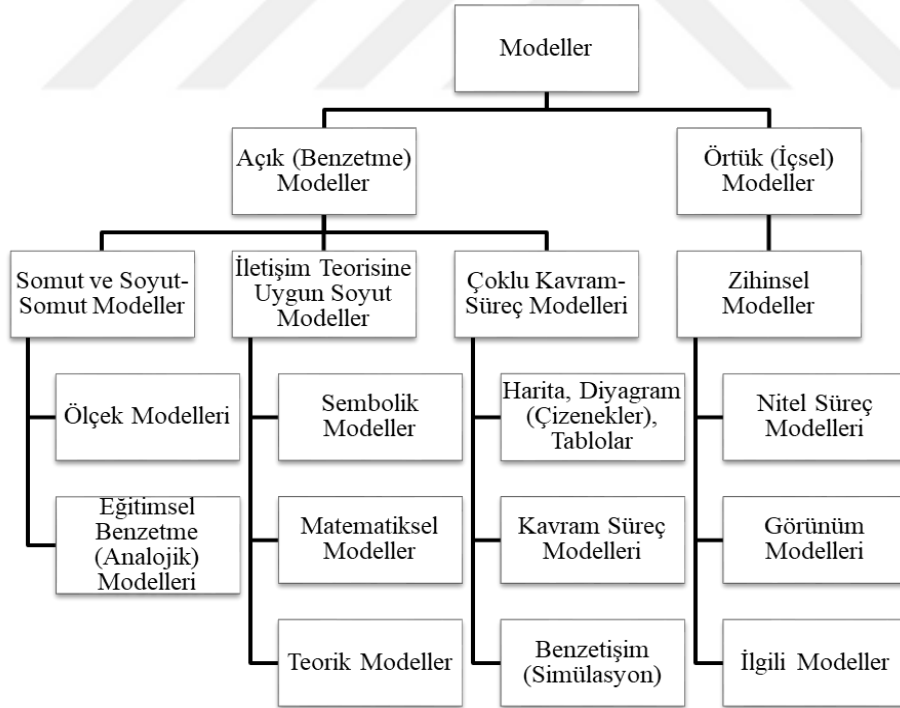 Modeller
Açık (Benzetme)
Modeller
Örtük (İçsel)
Modeller
Somut ve Soyut-
Somut Modeller
İletişim Teorisine
Uygun Soyut
Modeller
Çoklu Kavram-
Süreç Modelleri
Zihinsel
Modeller
Ölçek Modelleri
Sembolik
Modeller
Harita, Diyagram
(Çizenekler),
Tablolar
Nitel Süreç
Modelleri
Eğitimsel
Benzetme
(Analojik)
Modelleri
Matematiksel
Modeller
Kavram Süreç
Modelleri
Görünüm
Modelleri
Teorik Modeller
Benzetişim
(Simülasyon)
İlgili Modeller